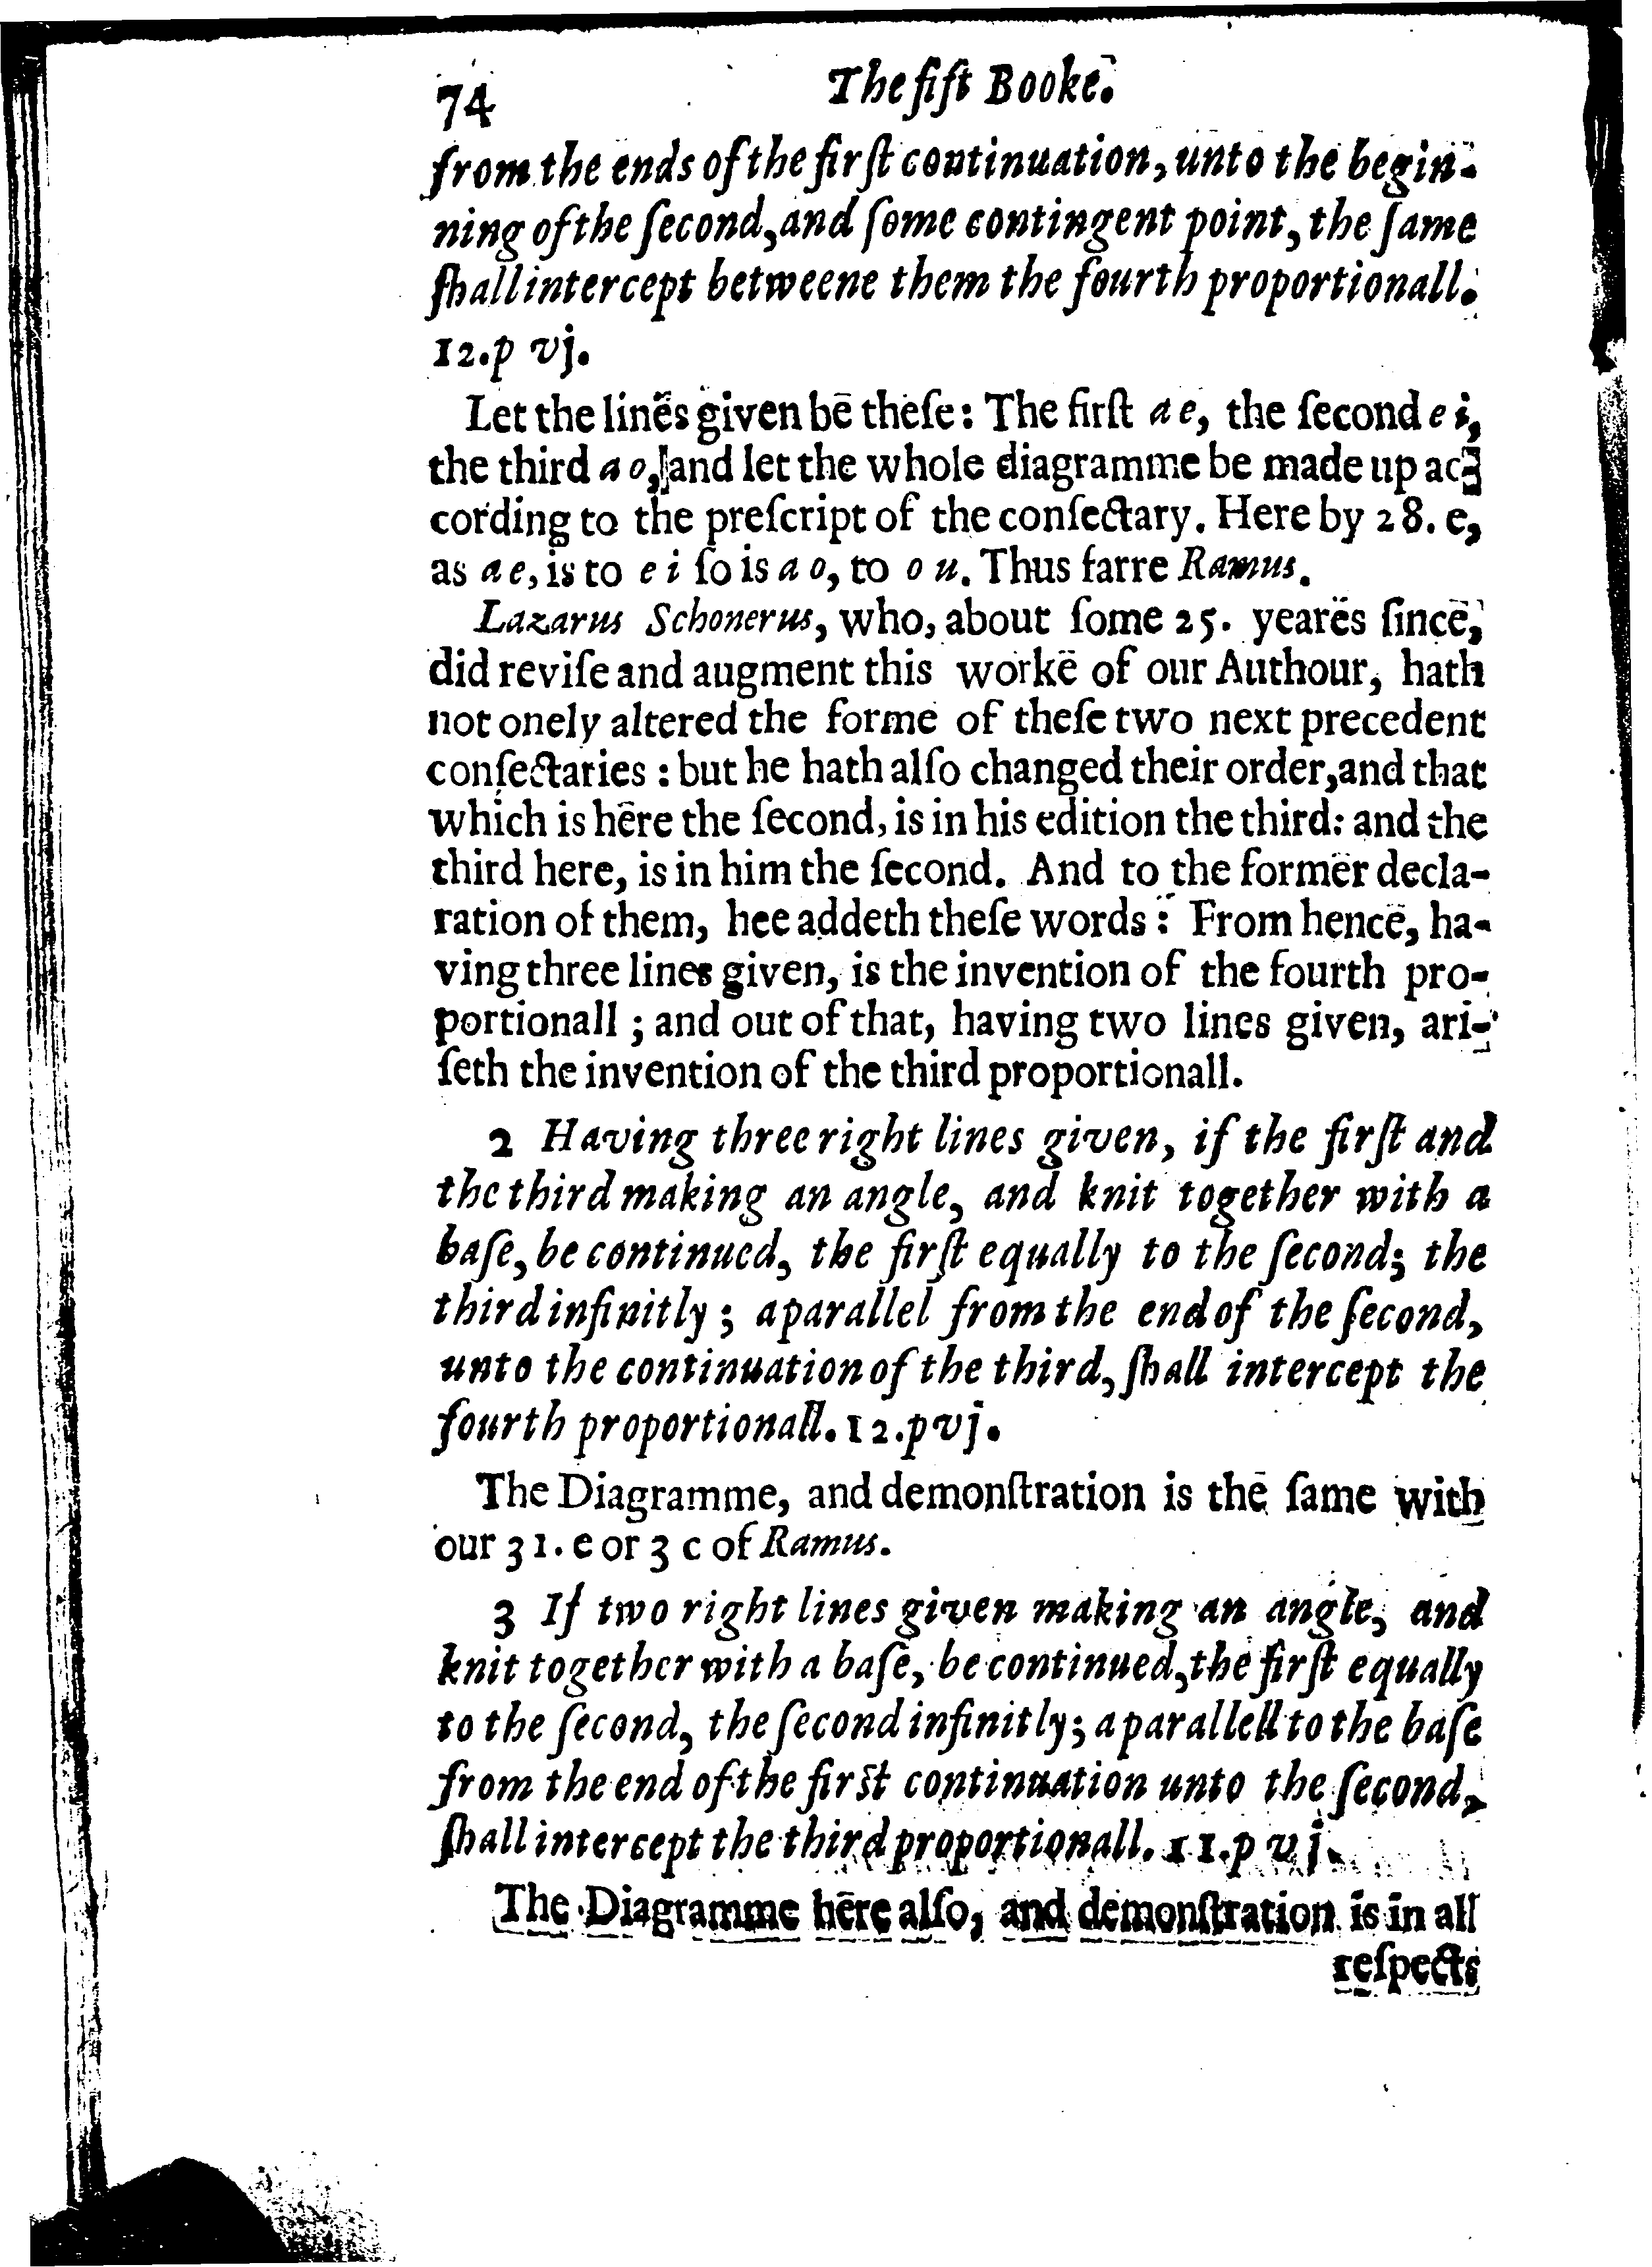 74 The fift Booke.
from the ends of the firſt continuation, unto the begin-
ning of the ſecond, and ſome contingent point, the ſame
ſhall intercept betweene them the fourth proportionall.
12. p vj.
Let the lines given be theſe: The firſt a e, the ſecond e i,
the third a o, and let the whole diagramme be made up ac-
cording to the preſcript of the conſectary. Here by 28. e,
as a e, is to e i ſo is a o, to o u. Thus farre Ramus.
Lazarus Schonerus, who, about ſome 25. yeares ſince,
did reviſe and augment this worke of our Authour, hath
not onely altered the forme of theſe two next precedent
conſectaries: but he hath alſo changed their order, and that
which is here the ſecond, is in his edition the third: and the
third here, is in him the ſecond. And to the former decla-
ration of them, hee addeth theſe words: From hence, ha-
ving three lines given, is the invention of the fourth pro-
portionall; and out of that, having two lines given, ari-
ſeth the invention of the third proportionall.
2 Having three right lines given, if the firſt and
the third making an angle, and knit together with a
baſe, be continued, the firſt equally to the ſecond; the
third infinitly; a parallel from the end of the ſecond,
unto the continuation of the third, ſhall intercept the
fourth proportionall. 12. p vj.
The Diagramme, and demonſtration is the ſame with
our 31. e or 3 c of Ramus.
3 If two right lines given making an angle, and
knit together with a baſe, be continued, the firſt equally
to the ſecond, the ſecond infinitly; a parallell to the baſe
from the end of the firſt continuation unto the ſecond,
ſhall intercept the third proportionall. 11. p vj.
The Diagramme here alſo, and demonſtration is in all
reſpects